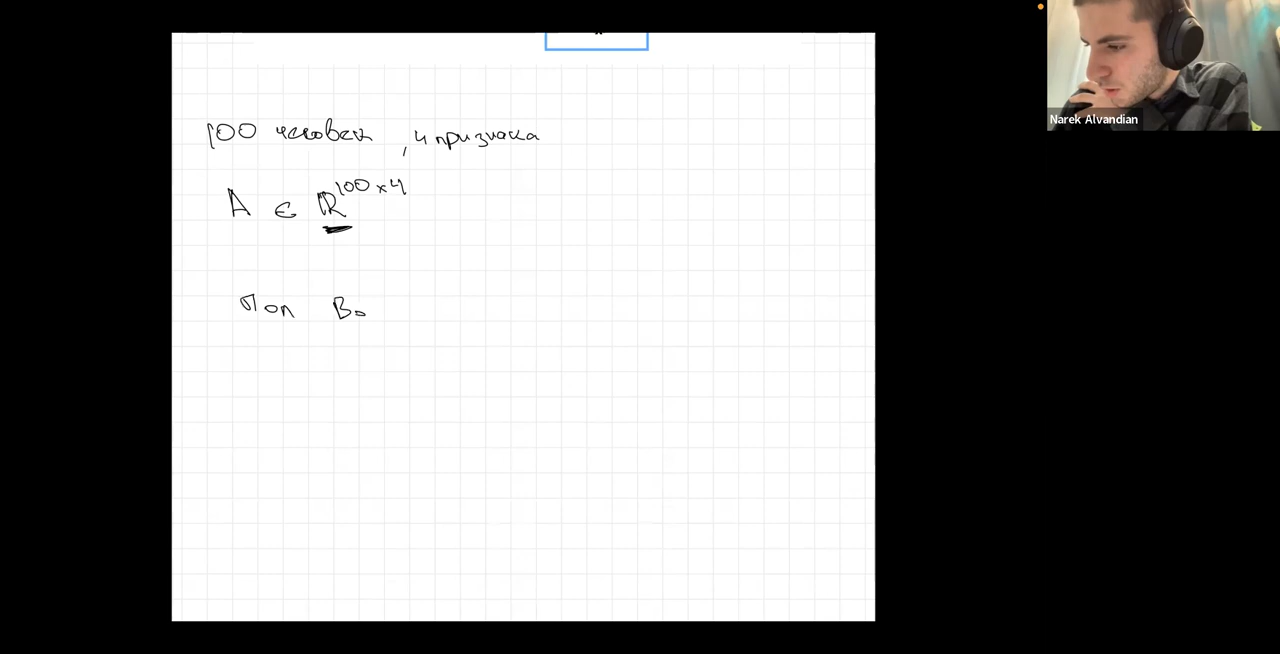 100 человек , 4 признака
A ∈ ℝ^100×4
Пол Во
Narek Alvandian